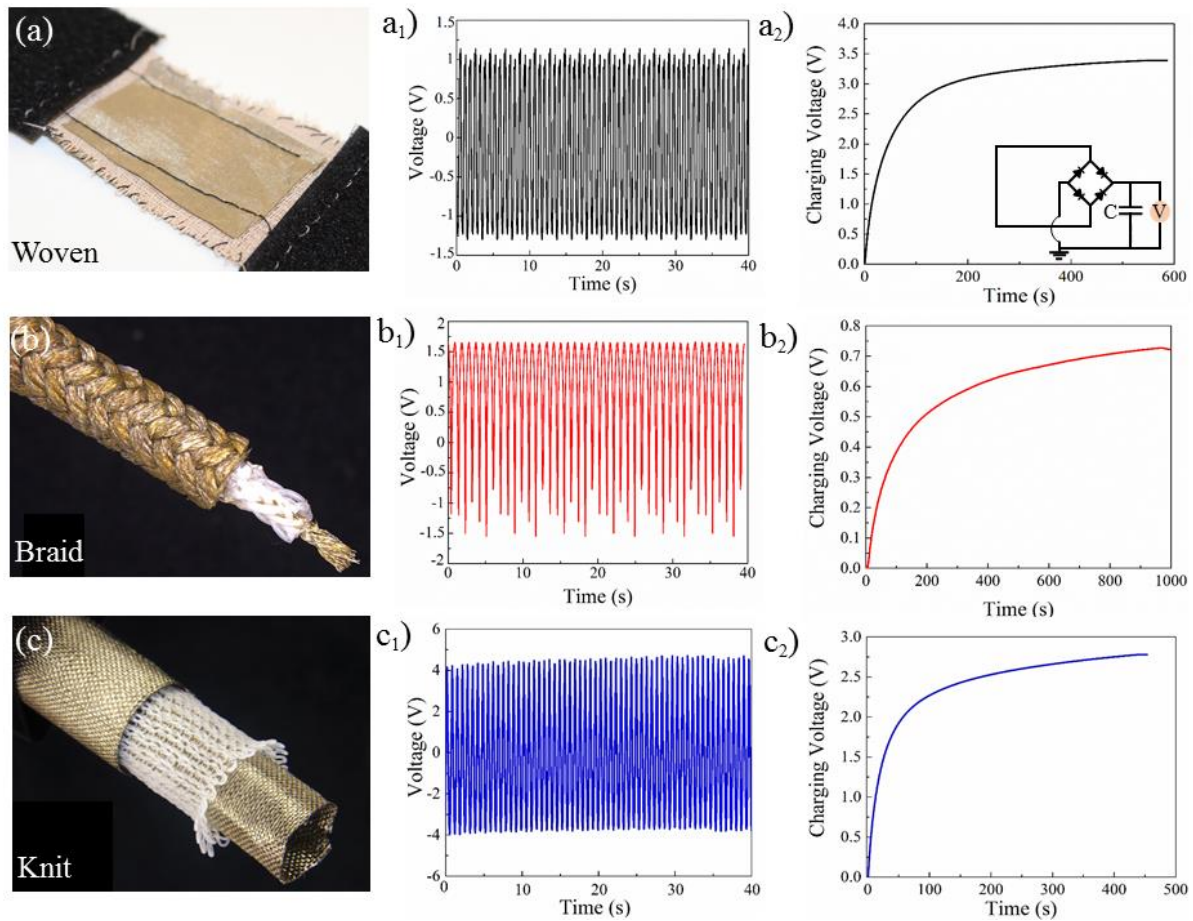 (a)
Woven
a1)
1.5
1
0.5
0
-0.5
-1
-1.5
Voltage (V)
0 10 20 30 40
Time (s)
a2)
4.0
3.5
3.0
2.5
2.0
1.5
1.0
0.5
0.0
Charging Voltage (V)
C V
0 200 400 600
Time (s)
(b)
Braid
b1)
2
1.5
1
0.5
0
-0.5
-1
-1.5
-2
Voltage (V)
0 10 20 30 40
Time (s)
b2)
0.8
0.7
0.6
0.5
0.4
0.3
0.2
0.1
0.0
Charging Voltage (V)
0 200 400 600 800 1000
Time (s)
(c)
Knit
c1)
6
4
2
0
-2
-4
-6
Voltage (V)
0 10 20 30 40
Time (s)
c2)
3.0
2.5
2.0
1.5
1.0
0.5
0.0
Charging Voltage (V)
0 100 200 300 400 500
Time (s)